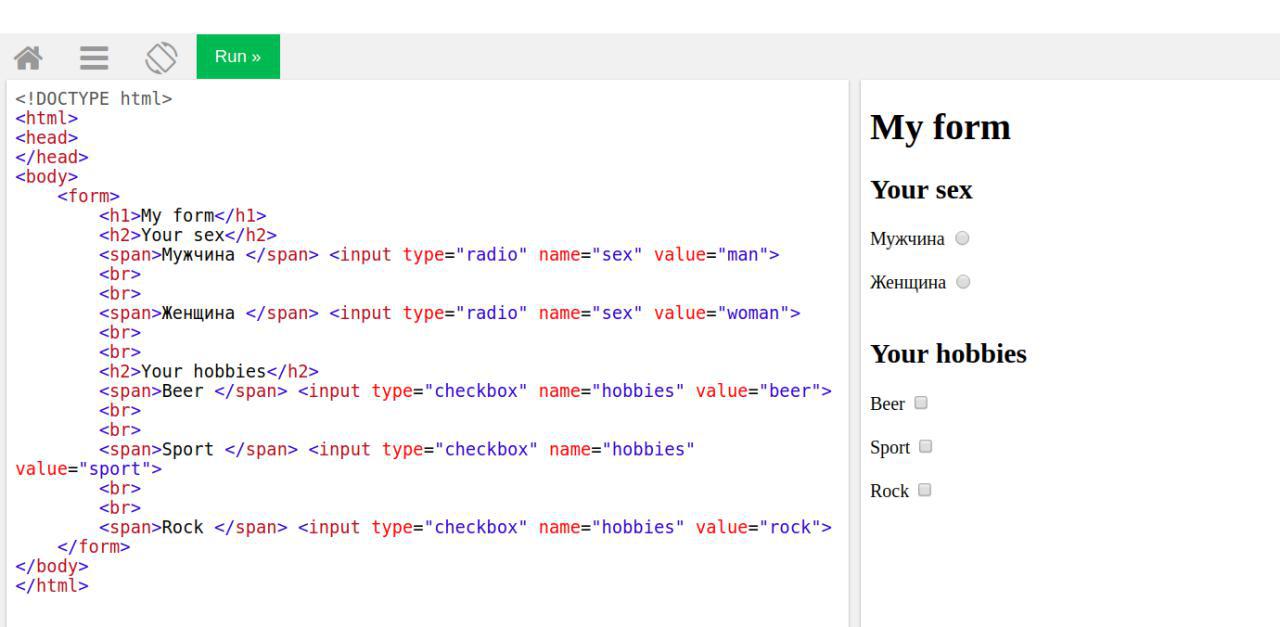 Run »
<!DOCTYPE html>
<html>
<head>
</head>
<body>
    <form>
        <h1>My form</h1>
        <h2>Your sex</h2>
        <span>Мужчина </span> <input type="radio" name="sex" value="man">
        <br>
        <br>
        <span>Женщина </span> <input type="radio" name="sex" value="woman">
        <br>
        <br>
        <h2>Your hobbies</h2>
        <span>Beer </span> <input type="checkbox" name="hobbies" value="beer">
        <br>
        <br>
        <span>Sport </span> <input type="checkbox" name="hobbies"
value="sport">
        <br>
        <br>
        <span>Rock </span> <input type="checkbox" name="hobbies" value="rock">
    </form>
</body>
</html>
My form
Your sex
Мужчина
Женщина
Your hobbies
Beer
Sport
Rock